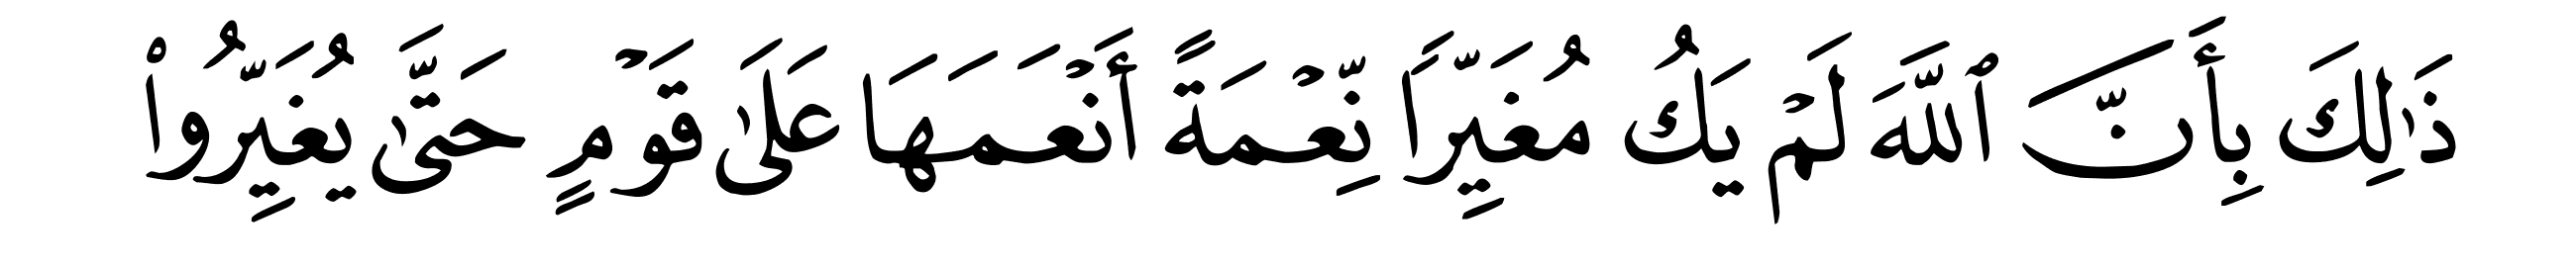 ذَٰلِكَ بِأَنَّ ٱللَّهَ لَمْ يَكُ مُغَيِّرًا نِّعْمَةً أَنْعَمَهَا عَلَىٰ قَوْمٍ حَتَّىٰ يُغَيِّرُوا۟